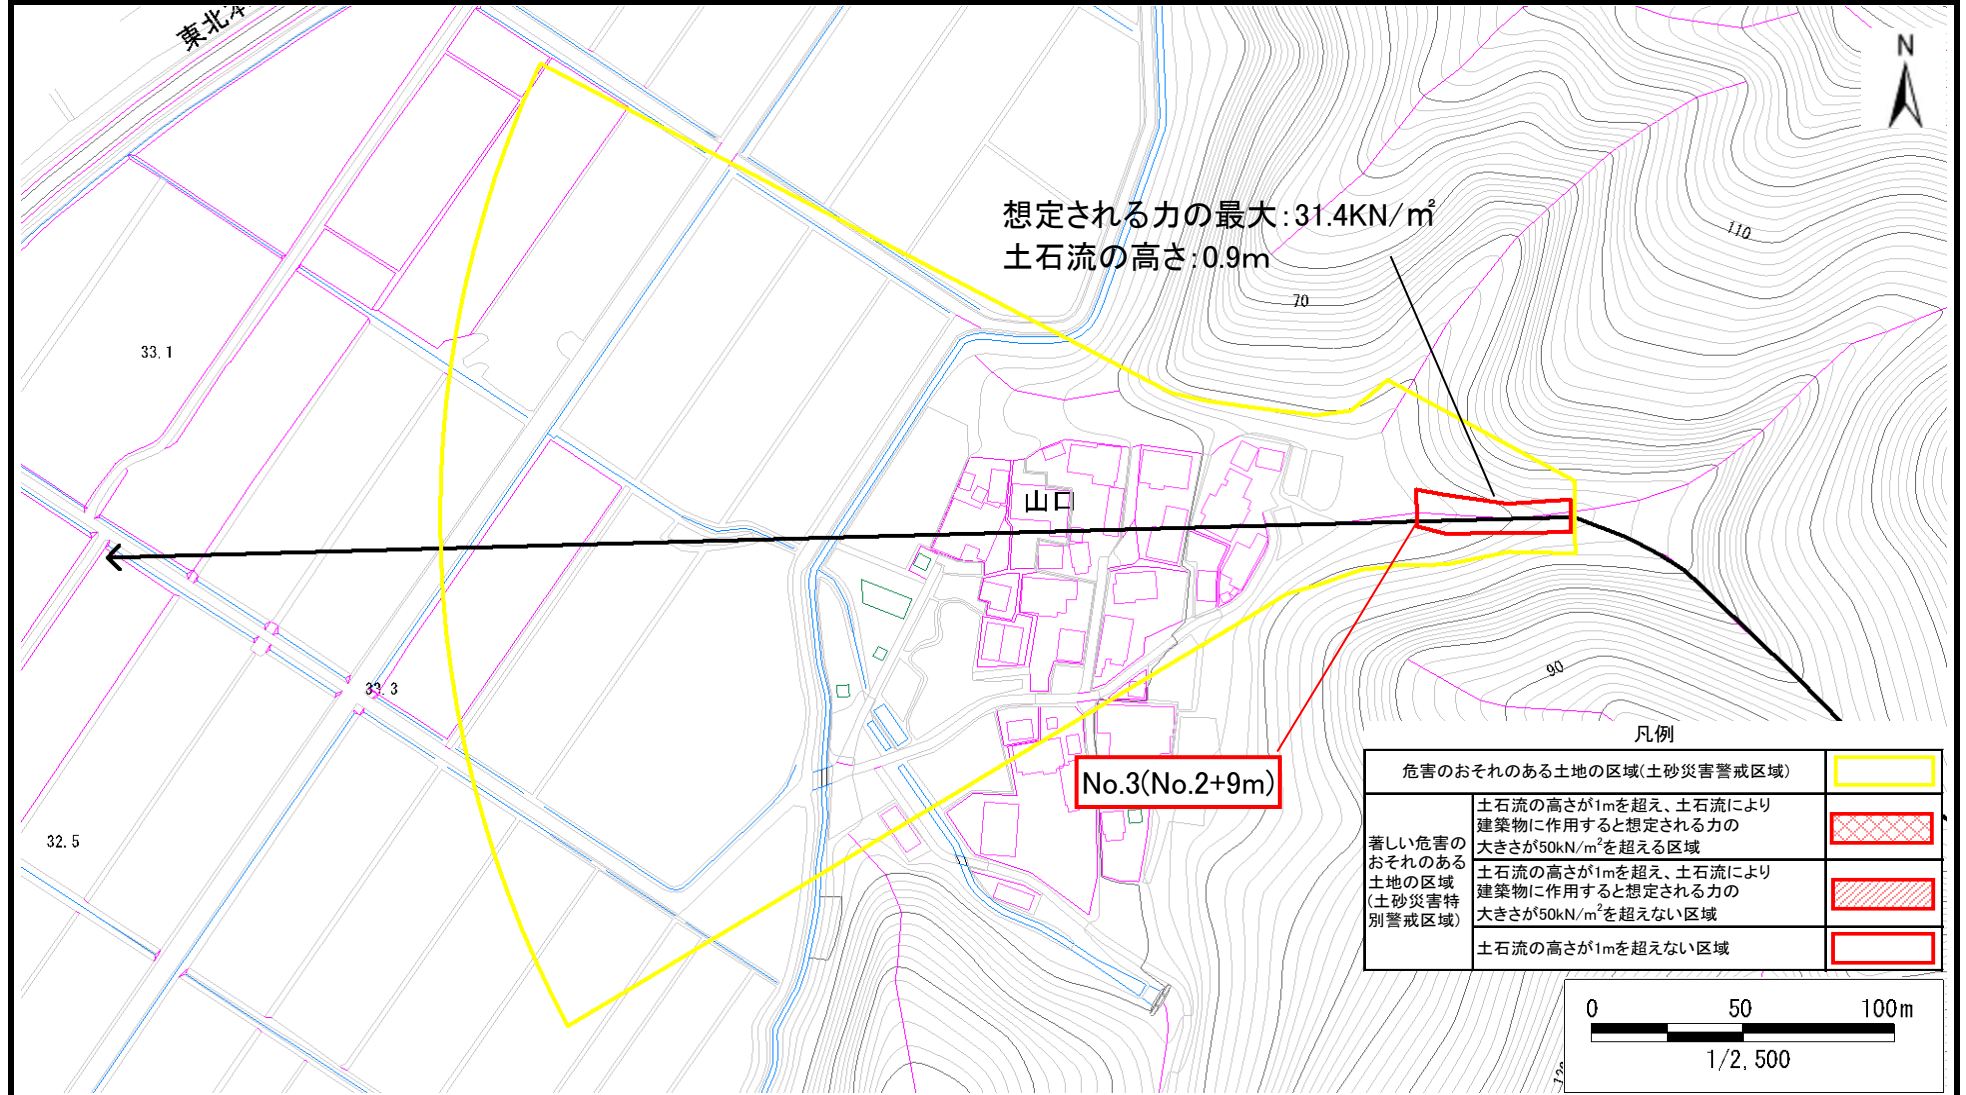 東北本
N
想定される力の最大:31.4KN/㎡
土石流の高さ:0.9m
110
70
33.1
山口
33.3
90
No.3(No.2+9m)
32.5
凡例
危害のおそれのある土地の区域(土砂災害警戒区域)
著しい危害の
おそれのある
土地の区域
(土砂災害特
別警戒区域)
土石流の高さが1mを超え、土石流により
建築物に作用すると想定される力の
大きさが50kN/m²を超える区域
土石流の高さが1mを超え、土石流により
建築物に作用すると想定される力の
大きさが50kN/m²を超えない区域
土石流の高さが1mを超えない区域
0 50 100m
1/2,500